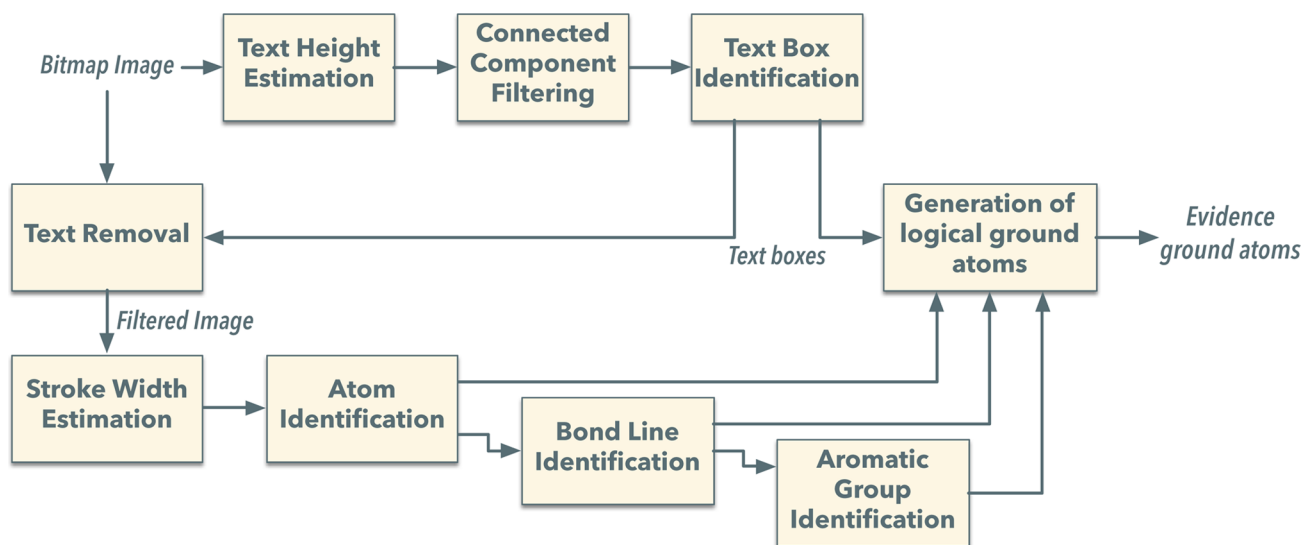 Bitmap Image
Text Height
Estimation
Connected
Component
Filtering
Text Box
Identification
Text Removal
Text boxes
Generation of
logical ground
atoms
Evidence
ground atoms
Filtered Image
Stroke Width
Estimation
Atom
Identification
Bond Line
Identification
Aromatic
Group
Identification